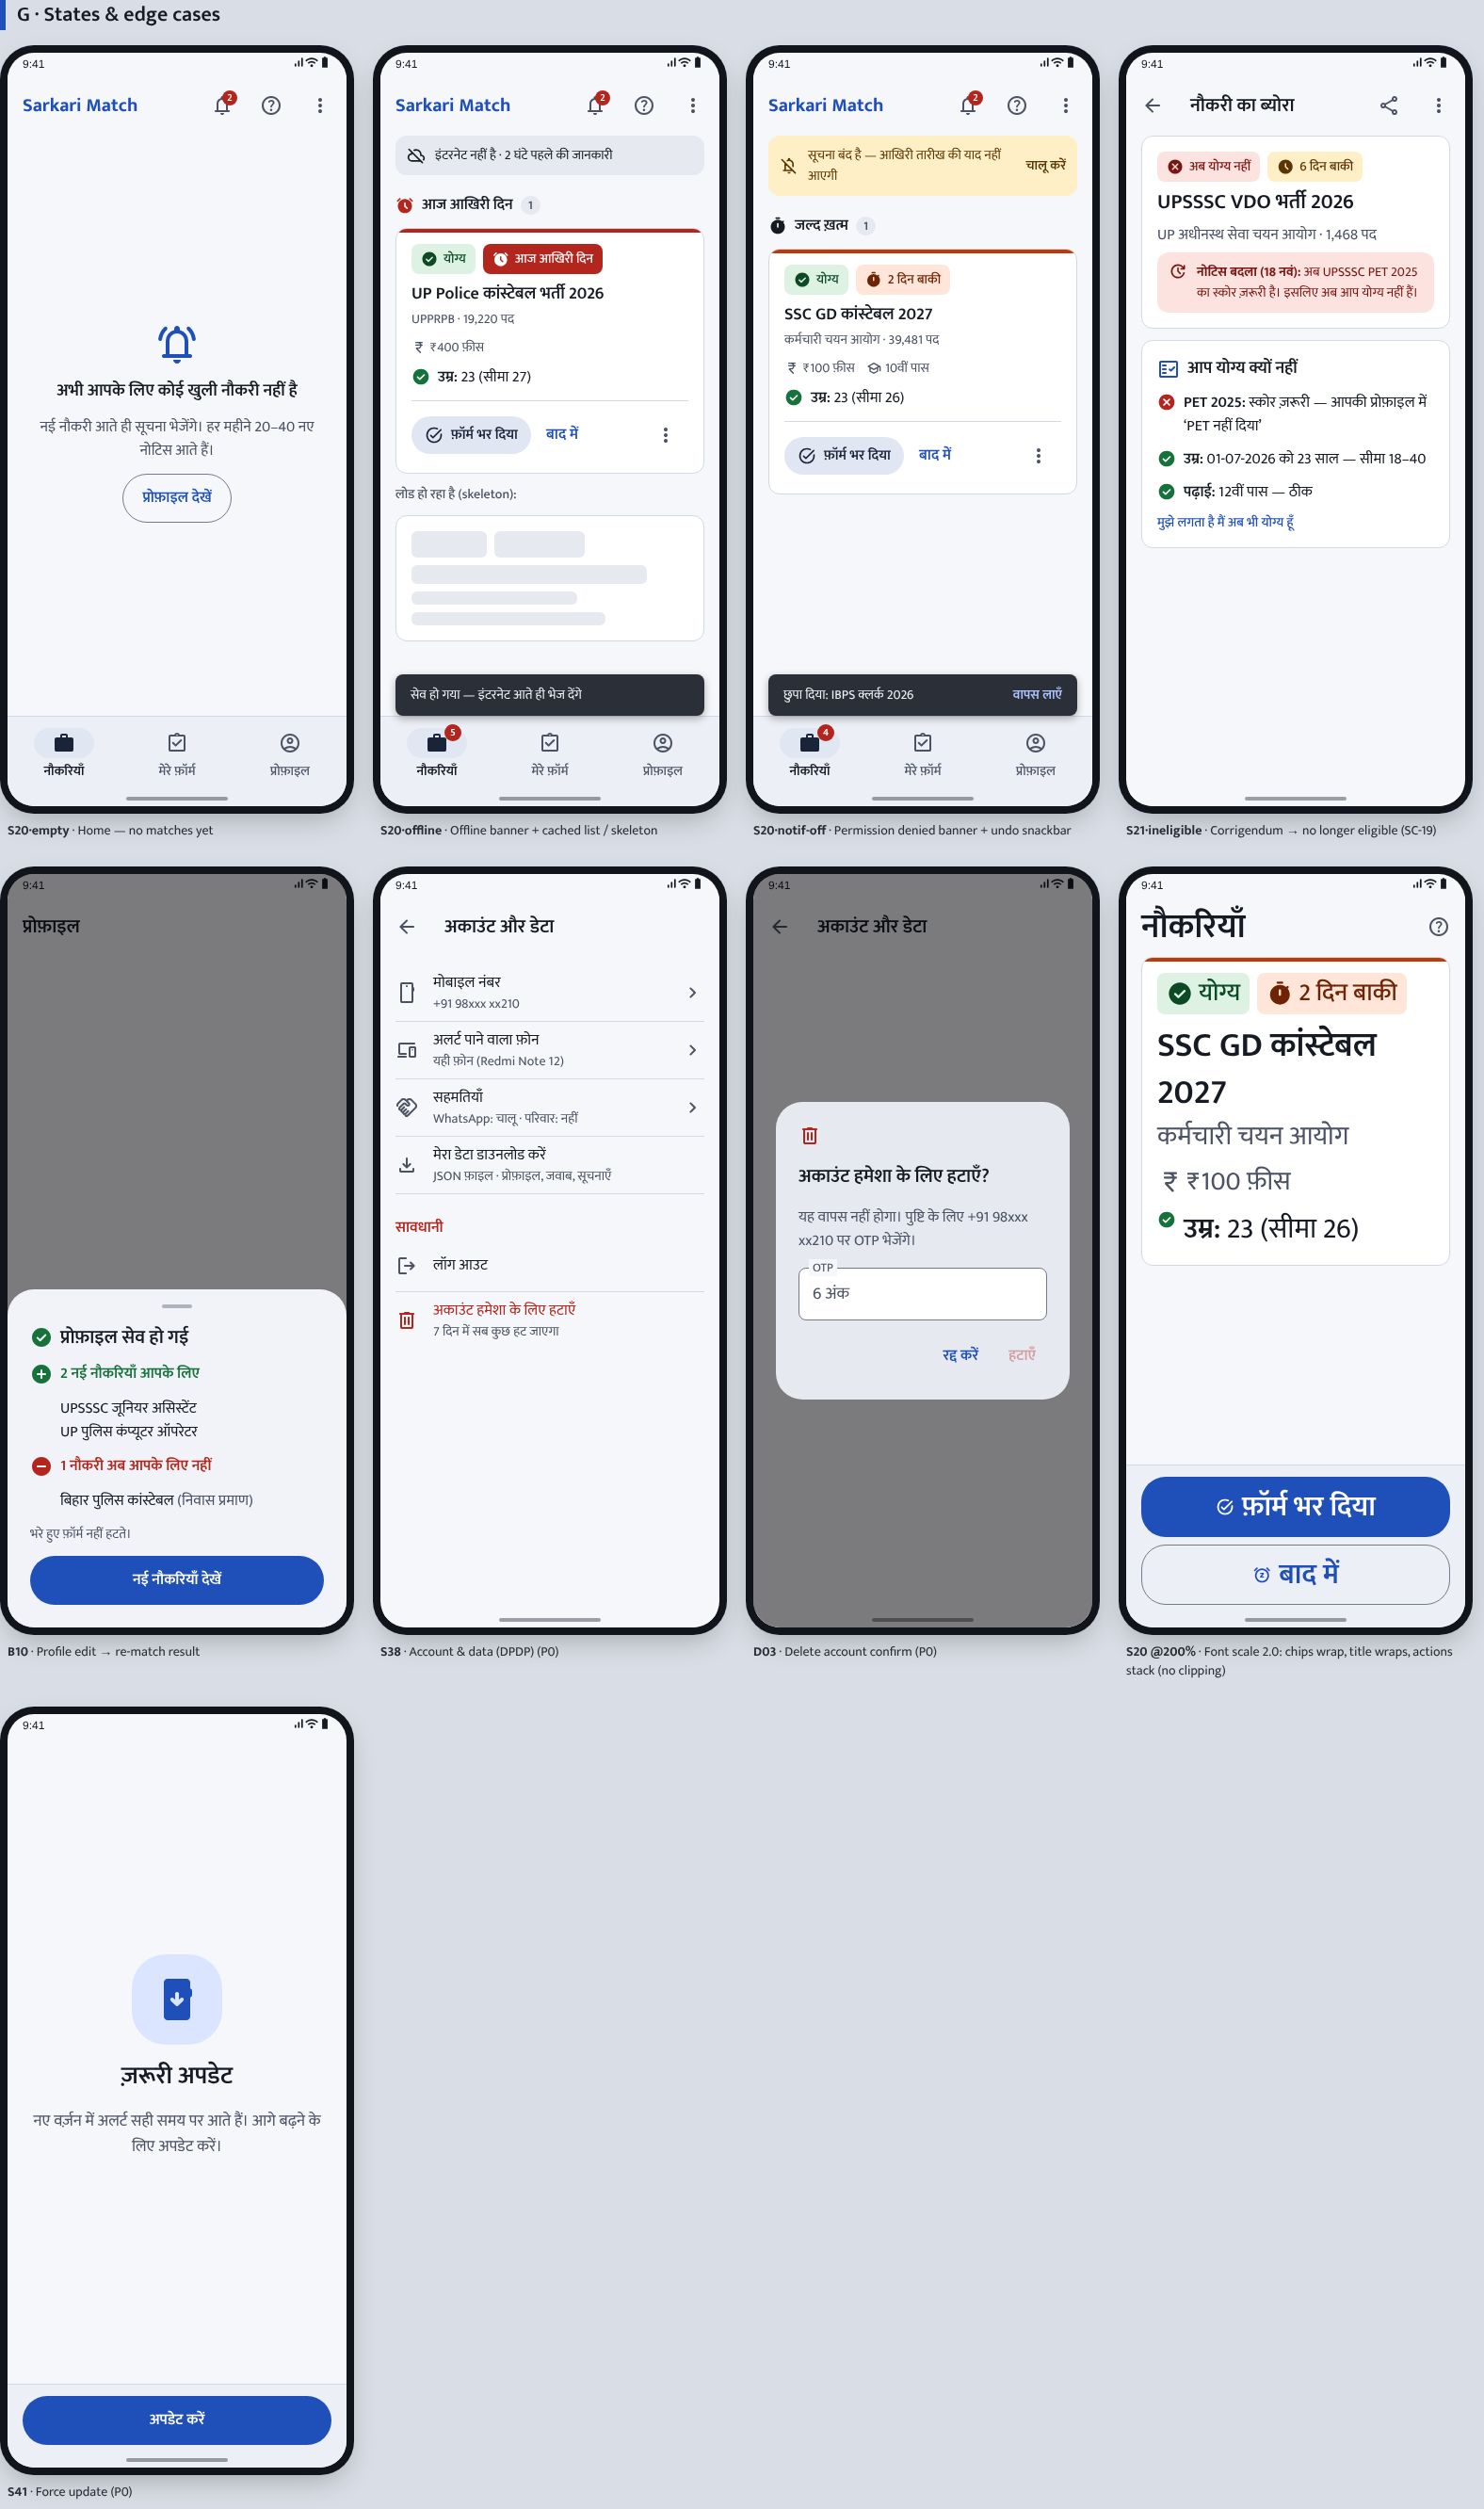 G · States & edge cases
9:41
Sarkari Match
2
अभी आपके लिए कोई खुली नौकरी नहीं है
नई नौकरी आते ही सूचना भेजेंगे। हर महीने 20–40 नए
नोटिस आते हैं।
प्रोफ़ाइल देखें
नौकरियाँ
मेरे फ़ॉर्म
प्रोफ़ाइल
S20·empty · Home — no matches yet
9:41
Sarkari Match
2
इंटरनेट नहीं है · 2 घंटे पहले की जानकारी
आज आखिरी दिन 1
योग्य
आज आखिरी दिन
UP Police कांस्टेबल भर्ती 2026
UPPRPB · 19,220 पद
₹ ₹400 फ़ीस
उम्र: 23 (सीमा 27)
फ़ॉर्म भर दिया
बाद में
लोड हो रहा है (skeleton):
सेव हो गया — इंटरनेट आते ही भेज देंगे
5
नौकरियाँ
मेरे फ़ॉर्म
प्रोफ़ाइल
S20·offline · Offline banner + cached list / skeleton
9:41
Sarkari Match
2
सूचना बंद है — आखिरी तारीख की याद नहीं
आएगी
चालू करें
जल्द ख़त्म 1
योग्य
2 दिन बाकी
SSC GD कांस्टेबल 2027
कर्मचारी चयन आयोग · 39,481 पद
₹ ₹100 फ़ीस
10वीं पास
उम्र: 23 (सीमा 26)
फ़ॉर्म भर दिया
बाद में
छुपा दिया: IBPS क्लर्क 2026
वापस लाएँ
4
नौकरियाँ
मेरे फ़ॉर्म
प्रोफ़ाइल
S20·notif-off · Permission denied banner + undo snackbar
9:41
नौकरी का ब्योरा
अब योग्य नहीं
6 दिन बाकी
UPSSSC VDO भर्ती 2026
UP अधीनस्थ सेवा चयन आयोग · 1,468 पद
नोटिस बदला (18 नवं): अब UPSSSC PET 2025
का स्कोर ज़रूरी है। इसलिए अब आप योग्य नहीं हैं।
आप योग्य क्यों नहीं
PET 2025: स्कोर ज़रूरी — आपकी प्रोफ़ाइल में
‘PET नहीं दिया’
उम्र: 01-07-2026 को 23 साल — सीमा 18–40
पढ़ाई: 12वीं पास — ठीक
मुझे लगता है मैं अब भी योग्य हूँ
S21·ineligible · Corrigendum → no longer eligible (SC-19)
9:41
प्रोफ़ाइल
प्रोफ़ाइल सेव हो गई
2 नई नौकरियाँ आपके लिए
UPSSSC जूनियर असिस्टेंट
UP पुलिस कंप्यूटर ऑपरेटर
1 नौकरी अब आपके लिए नहीं
बिहार पुलिस कांस्टेबल (निवास प्रमाण)
भरे हुए फ़ॉर्म नहीं हटते।
नई नौकरियाँ देखें
B10 · Profile edit → re-match result
9:41
अकाउंट और डेटा
मोबाइल नंबर
+91 98xxx xx210
अलर्ट पाने वाला फ़ोन
यही फ़ोन (Redmi Note 12)
सहमतियाँ
WhatsApp: चालू · परिवार: नहीं
मेरा डेटा डाउनलोड करें
JSON फ़ाइल · प्रोफ़ाइल, जवाब, सूचनाएँ
सावधानी
लॉग आउट
अकाउंट हमेशा के लिए हटाएँ
7 दिन में सब कुछ हट जाएगा
S38 · Account & data (DPDP) (P0)
9:41
अकाउंट और डेटा
अकाउंट हमेशा के लिए हटाएँ?
यह वापस नहीं होगा। पुष्टि के लिए +91 98xxx
xx210 पर OTP भेजेंगे।
OTP
6 अंक
रद्द करें
हटाएँ
D03 · Delete account confirm (P0)
9:41
नौकरियाँ
योग्य
2 दिन बाकी
SSC GD कांस्टेबल
2027
कर्मचारी चयन आयोग
₹ ₹100 फ़ीस
उम्र: 23 (सीमा 26)
फ़ॉर्म भर दिया
बाद में
S20 @200% · Font scale 2.0: chips wrap, title wraps, actions
stack (no clipping)
9:41
ज़रूरी अपडेट
नए वर्ज़न में अलर्ट सही समय पर आते हैं। आगे बढ़ने के
लिए अपडेट करें।
अपडेट करें
S41 · Force update (P0)